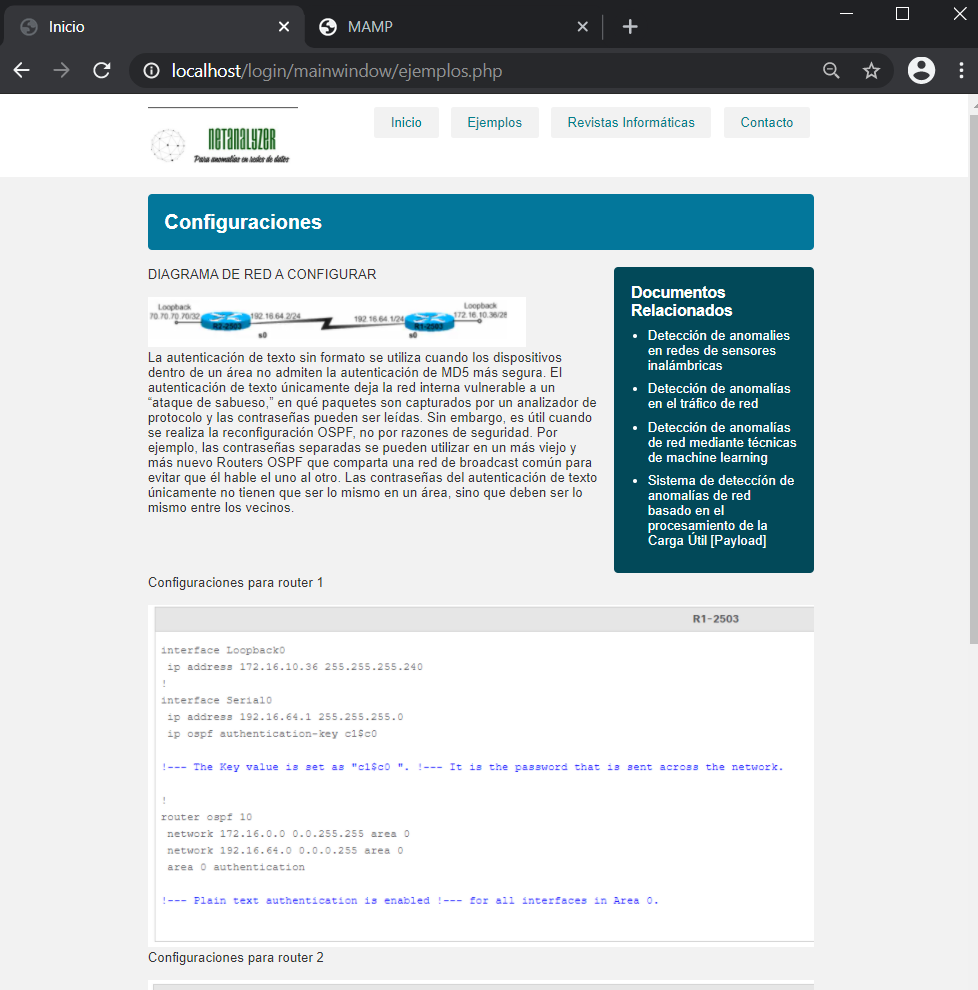 Inicio
MAMP
localhost/login/mainwindow/ejemplos.php
NETANALYZER
Para anomalías en redes de datos
Inicio
Ejemplos
Revistas Informáticas
Contacto
Configuraciones
DIAGRAMA DE RED A CONFIGURAR
Loopback
70.70.70.70/32
R2-2503
192.16.64.2/24
s0
192.16.64.1/24
R1-2503
s0
Loopback
172.16.10.36/28
La autenticación de texto sin formato se utiliza cuando los dispositivos
dentro de un área no admiten la autenticación de MD5 más segura. El
autenticación de texto únicamente deja la red interna vulnerable a un
“ataque de sabueso,” en qué paquetes son capturados por un analizador de
protocolo y las contraseñas pueden ser leídas. Sin embargo, es útil cuando
se realiza la reconfiguración OSPF, no por razones de seguridad. Por
ejemplo, las contraseñas separadas se pueden utilizar en un más viejo y
más nuevo Routers OSPF que comparta una red de broadcast común para
evitar que él hable el uno al otro. Las contraseñas del autenticación de texto
únicamente no tienen que ser lo mismo en un área, sino que deben ser lo
mismo entre los vecinos.
Documentos
Relacionados
Detección de anomalies
en redes de sensores
inalámbricas
Detección de anomalías
en el tráfico de red
Detección de anomalías
de red mediante técnicas
de machine learning
Sistema de detección de
anomalías de red
basado en el
procesamiento de la
Carga Útil [Payload]
Configuraciones para router 1
R1-2503
interface Loopback0
ip address 172.16.10.36 255.255.255.240
!
interface Serial0
ip address 192.16.64.1 255.255.255.0
ip ospf authentication-key c1$c0
!--- The Key value is set as "c1$c0 ". !--- It is the password that is sent across the network.
!
router ospf 10
network 172.16.0.0 0.0.255.255 area 0
network 192.16.64.0 0.0.0.255 area 0
area 0 authentication
!--- Plain text authentication is enabled !--- for all interfaces in Area 0.
Configuraciones para router 2